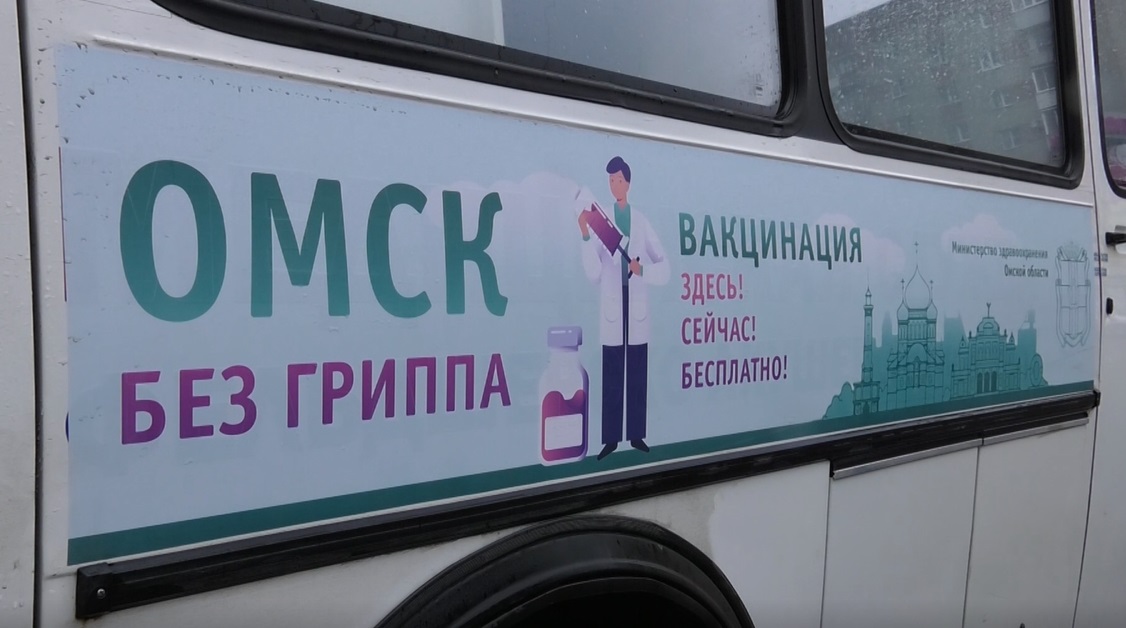 ОМСК
БЕЗ ГРИППА
ВАКЦИНАЦИЯ
ЗДЕСЬ!
СЕЙЧАС!
БЕСПЛАТНО!
Министерство здравоохранения
Омской области